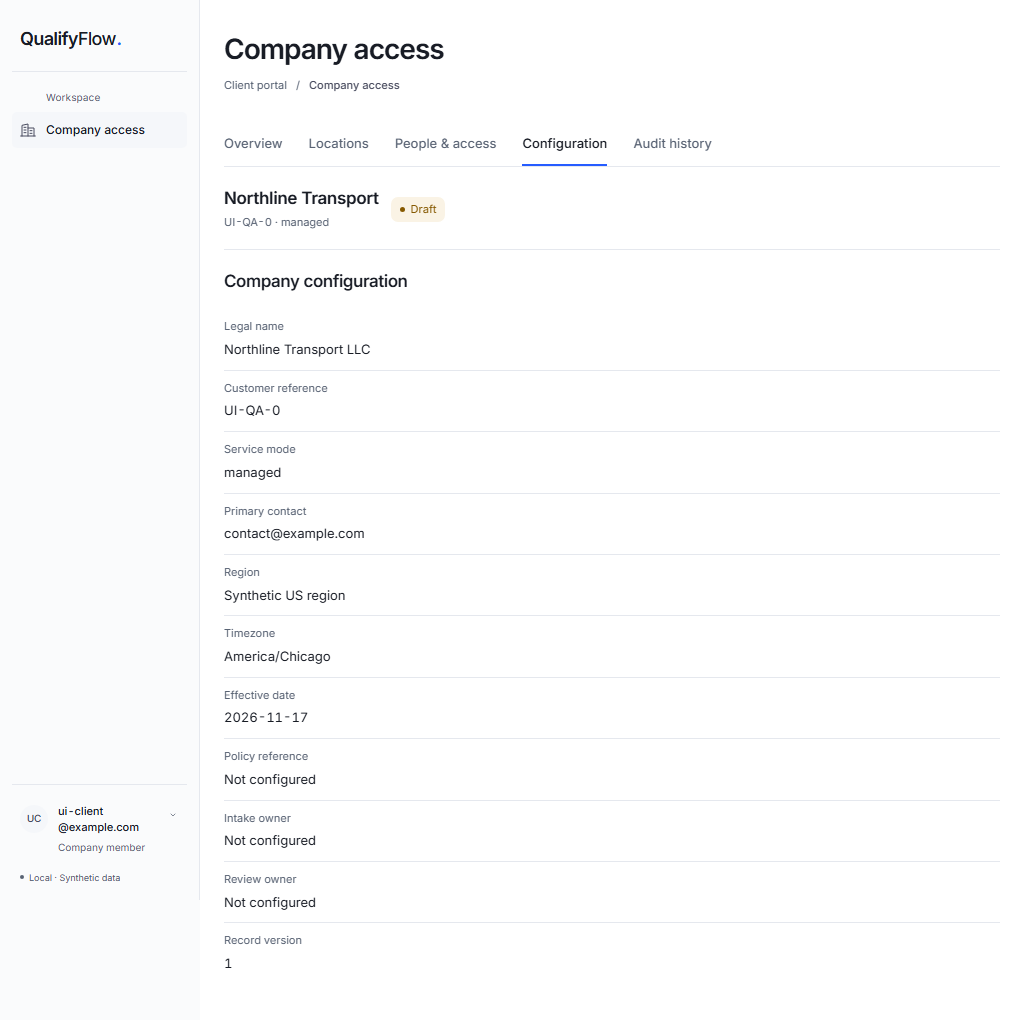 QualifyFlow.
Workspace
Company access
UC
ui-client
@example.com
Company member
Local · Synthetic data
Company access
Client portal / Company access
Overview Locations People & access Configuration Audit history
Northline Transport
UI-QA-0 · managed
Draft
Company configuration
Legal name
Northline Transport LLC
Customer reference
UI-QA-0
Service mode
managed
Primary contact
contact@example.com
Region
Synthetic US region
Timezone
America/Chicago
Effective date
2026-11-17
Policy reference
Not configured
Intake owner
Not configured
Review owner
Not configured
Record version
1